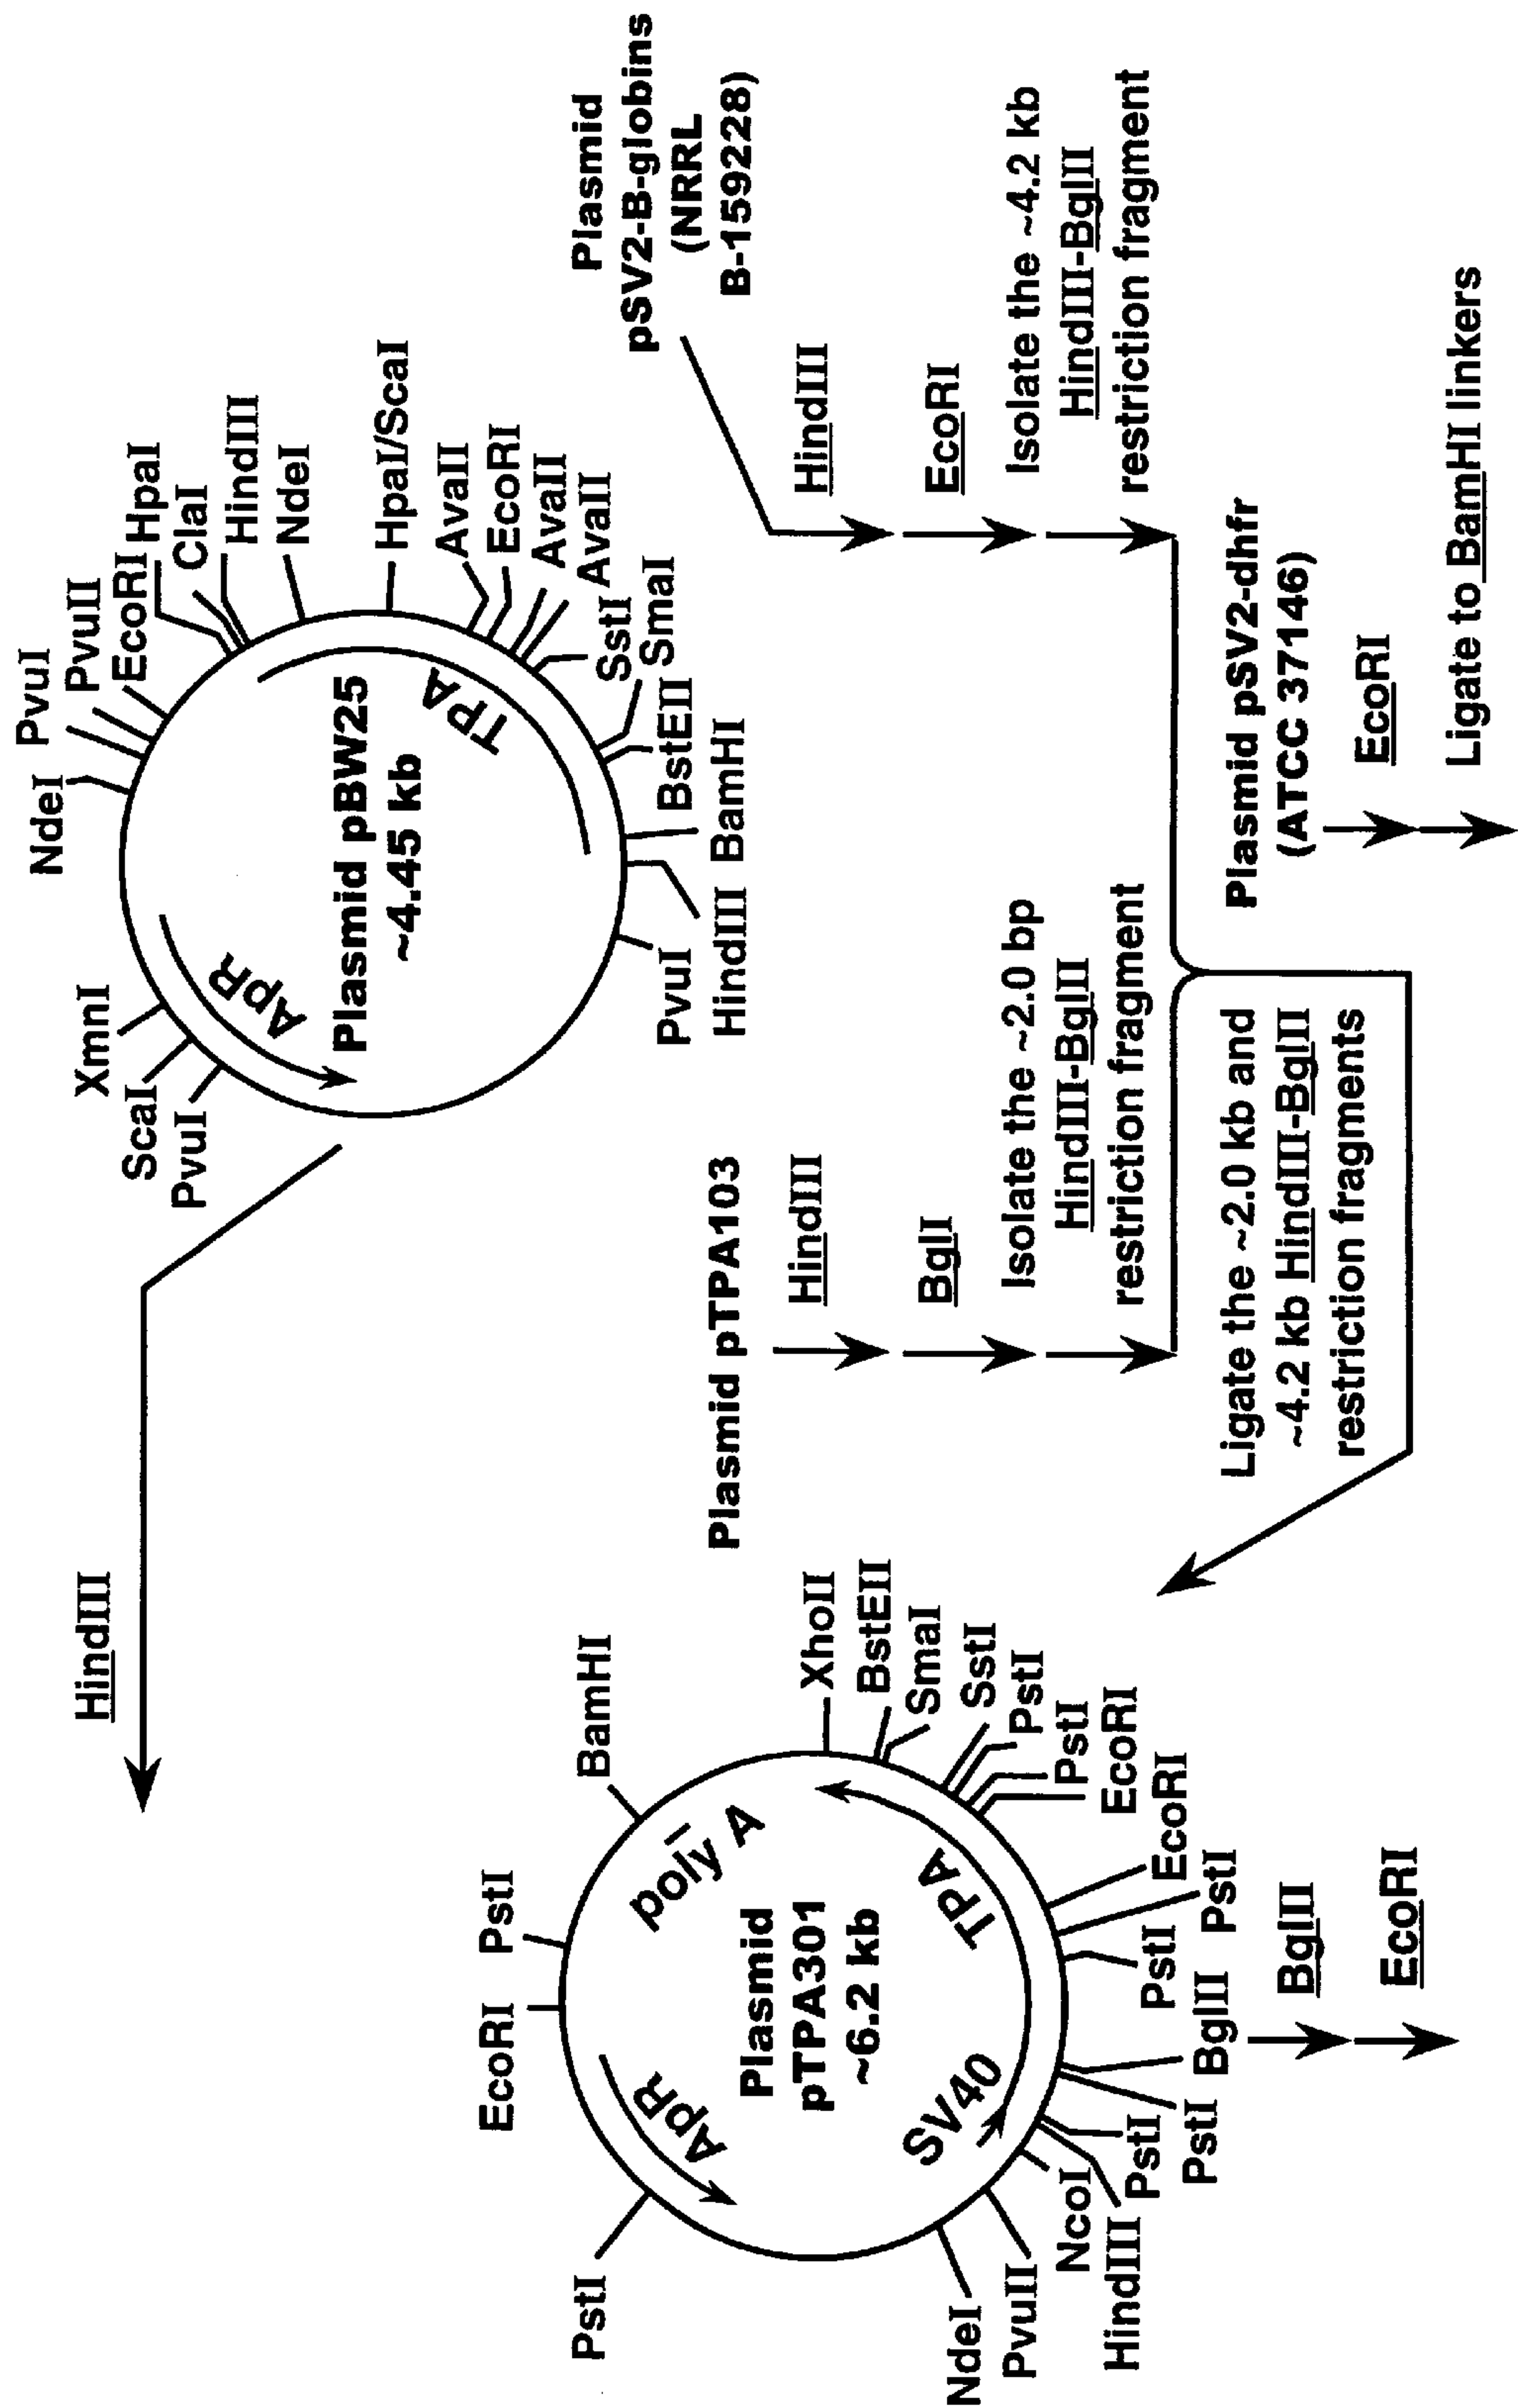 HindIII
XmnI
ScaI
PvuI
NdeI
PvuI
PvuII
EcoRI
HpaI
ClaI
HindIII
NdeI
HpaI/ScaI
AvaII
EcoRI
AvaII
AvaII
SstI
SmaI
BstEII
BamHI
HindIII
PvuI
ApR
TPA
Plasmid pBW25
~4.45 kb
Plasmid
pSV2-B-globins
(NRRL
B-159228)
HindIII
EcoRI
Isolate the ~4.2 kb
HindIII-BglII
restriction fragment
Plasmid pTPA103
HindIII
BglI
Isolate the ~2.0 bp
HindIII-BglII
restriction fragment
Ligate the ~2.0 kb and
~4.2 kb HindIII-BglII
restriction fragments
Plasmid pSV2-dhfr
(ATCC 37146)
EcoRI
Ligate to BamHI linkers
PstI
EcoRI
PstI
BamHI
XhoII
BstEII
SmaI
SstI
PstI
PstI
EcoRI
EcoRI
PstI
PstI
BglII
PstI
PstI
HindIII
NcoI
PvuII
NdeI
ApR
poly A
TPA
SV40
Plasmid
pTPA301
~6.2 kb
BglII
EcoRI